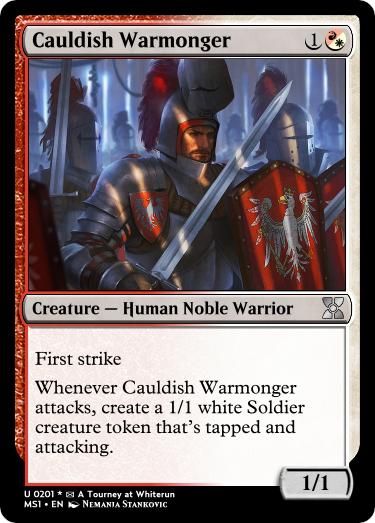 Cauldish Warmonger 1
Creature — Human Noble Warrior
First strike
Whenever Cauldish Warmonger
attacks, create a 1/1 white Soldier
creature token that's tapped and
attacking.
1/1
U 0201 * ✉ A Tourney at Whiterun
MS1 • EN Nemanja Stankovic